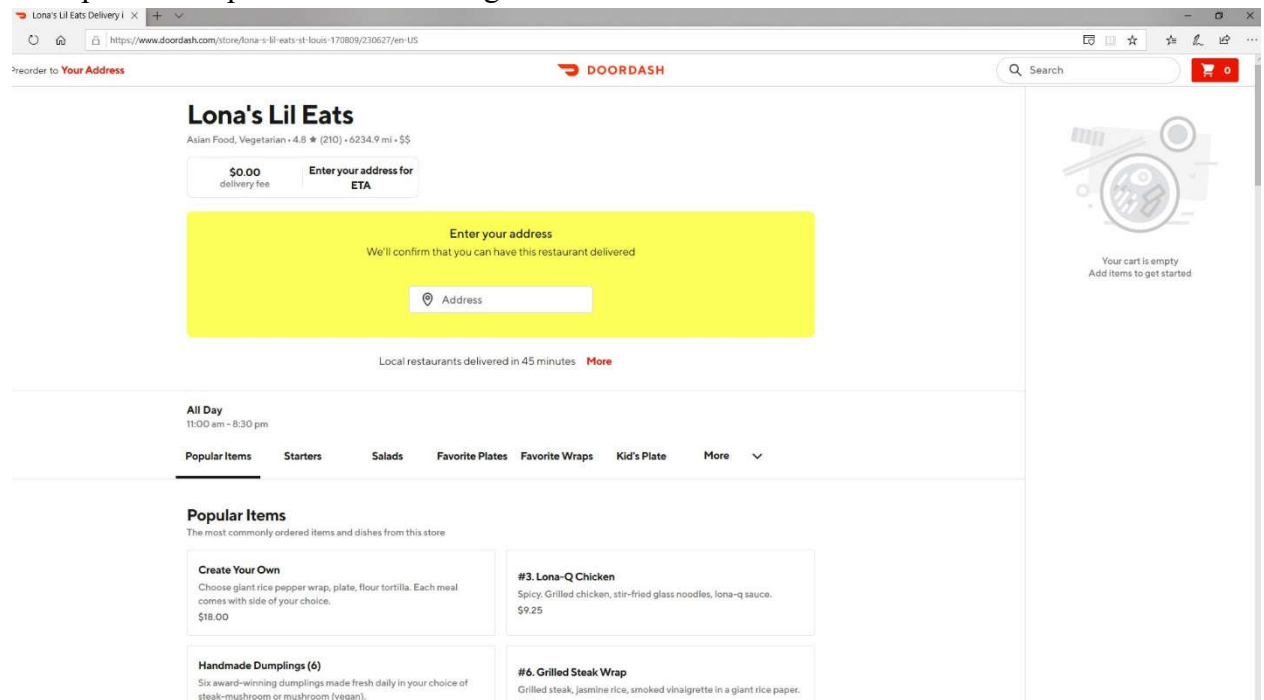 Lona's Lil Eats Delivery i
https://www.doordash.com/store/lona-s-lil-eats-st-louis-170809/230627/en-US
Preorder to Your Address
DOORDASH
Search
0
Lona's Lil Eats
Asian Food, Vegetarian • 4.8 ★ (210) • 6234.9 mi • $$
$0.00
delivery fee
Enter your address for
ETA
Enter your address
We'll confirm that you can have this restaurant delivered
Address
Your cart is empty
Add items to get started
Local restaurants delivered in 45 minutes More
All Day
11:00 am - 8:30 pm
Popular Items Starters Salads Favorite Plates Favorite Wraps Kid's Plate More
Popular Items
The most commonly ordered items and dishes from this store
Create Your Own
Choose giant rice pepper wrap, plate, flour tortilla. Each meal
comes with side of your choice.
$18.00
#3. Lona-Q Chicken
Spicy. Grilled chicken, stir-fried glass noodles, lona-q sauce.
$9.25
Handmade Dumplings (6)
Six award-winning dumplings made fresh daily in your choice of
steak-mushroom or mushroom (vegan).
#6. Grilled Steak Wrap
Grilled steak, jasmine rice, smoked vinaigrette in a giant rice paper.